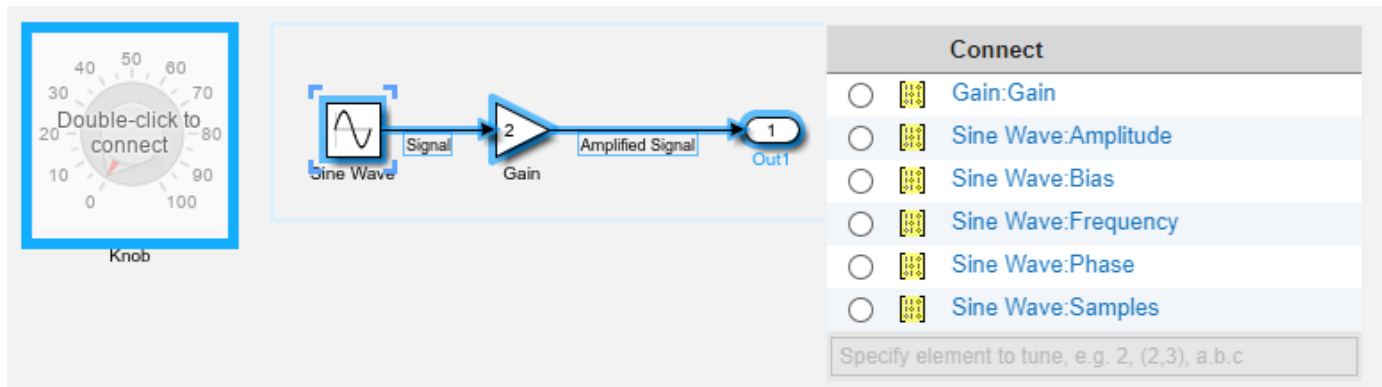 50
40
60
30
70
Double-click to
20
80
connect
10
90
0
100
Knob
Signal
2
Amplified Signal
1
Out1
Sine Wave
Gain
Connect
Gain:Gain
Sine Wave:Amplitude
Sine Wave:Bias
Sine Wave:Frequency
Sine Wave:Phase
Sine Wave:Samples
Specify element to tune, e.g. 2, (2,3), a.b.c